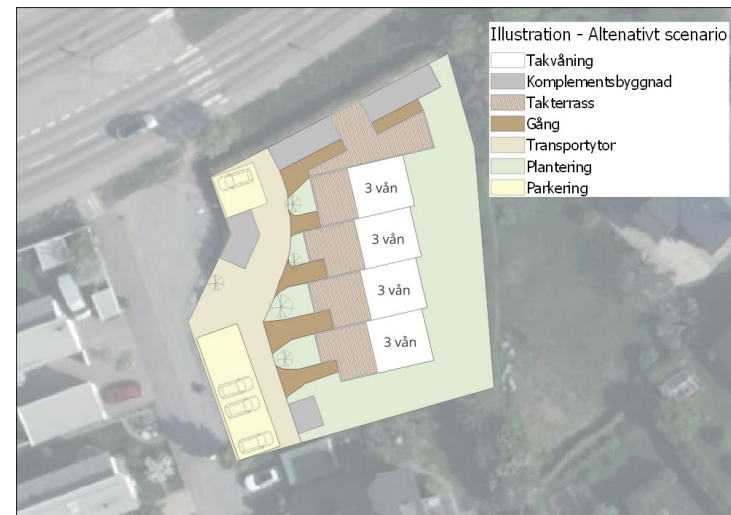 Illustration - Altenativt scenario
Takvåning
Komplementsbyggnad
Takterrass
Gång
Transportytor
Plantering
Parkering
3 vån
3 vån
3 vån
3 vån